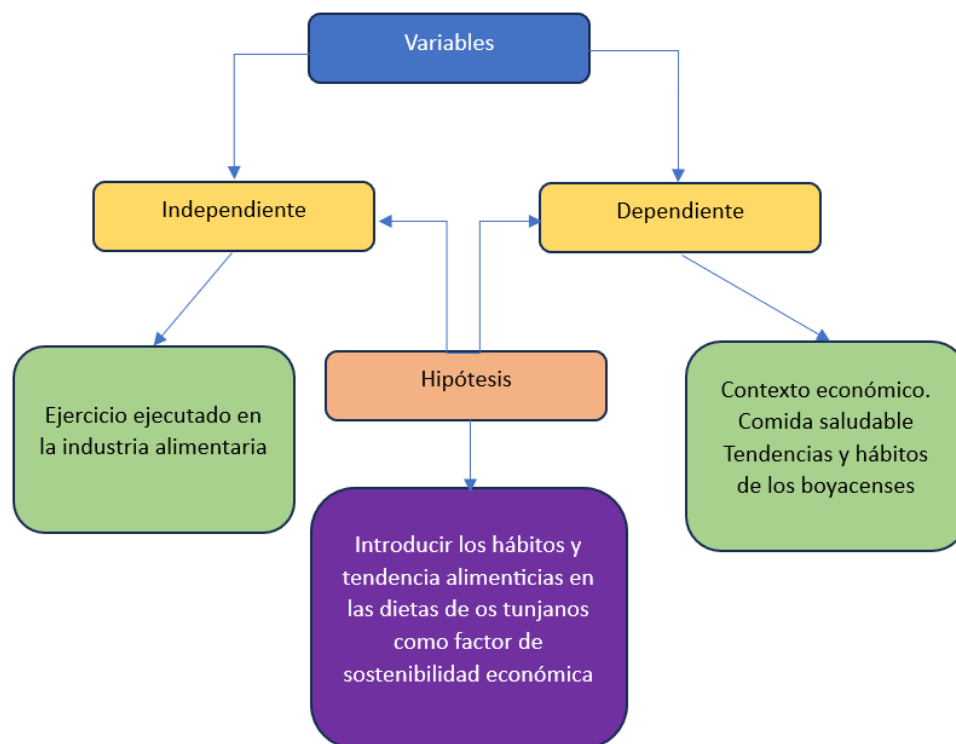 Variables
Independiente
Dependiente
Ejercicio ejecutado en
la industria alimentaria
Hipótesis
Contexto económico.
Comida saludable
Tendencias y hábitos
de los boyacenses
Introducir los hábitos y
tendencia alimenticias en
las dietas de os tunjanos
como factor de
sostenibilidad económica